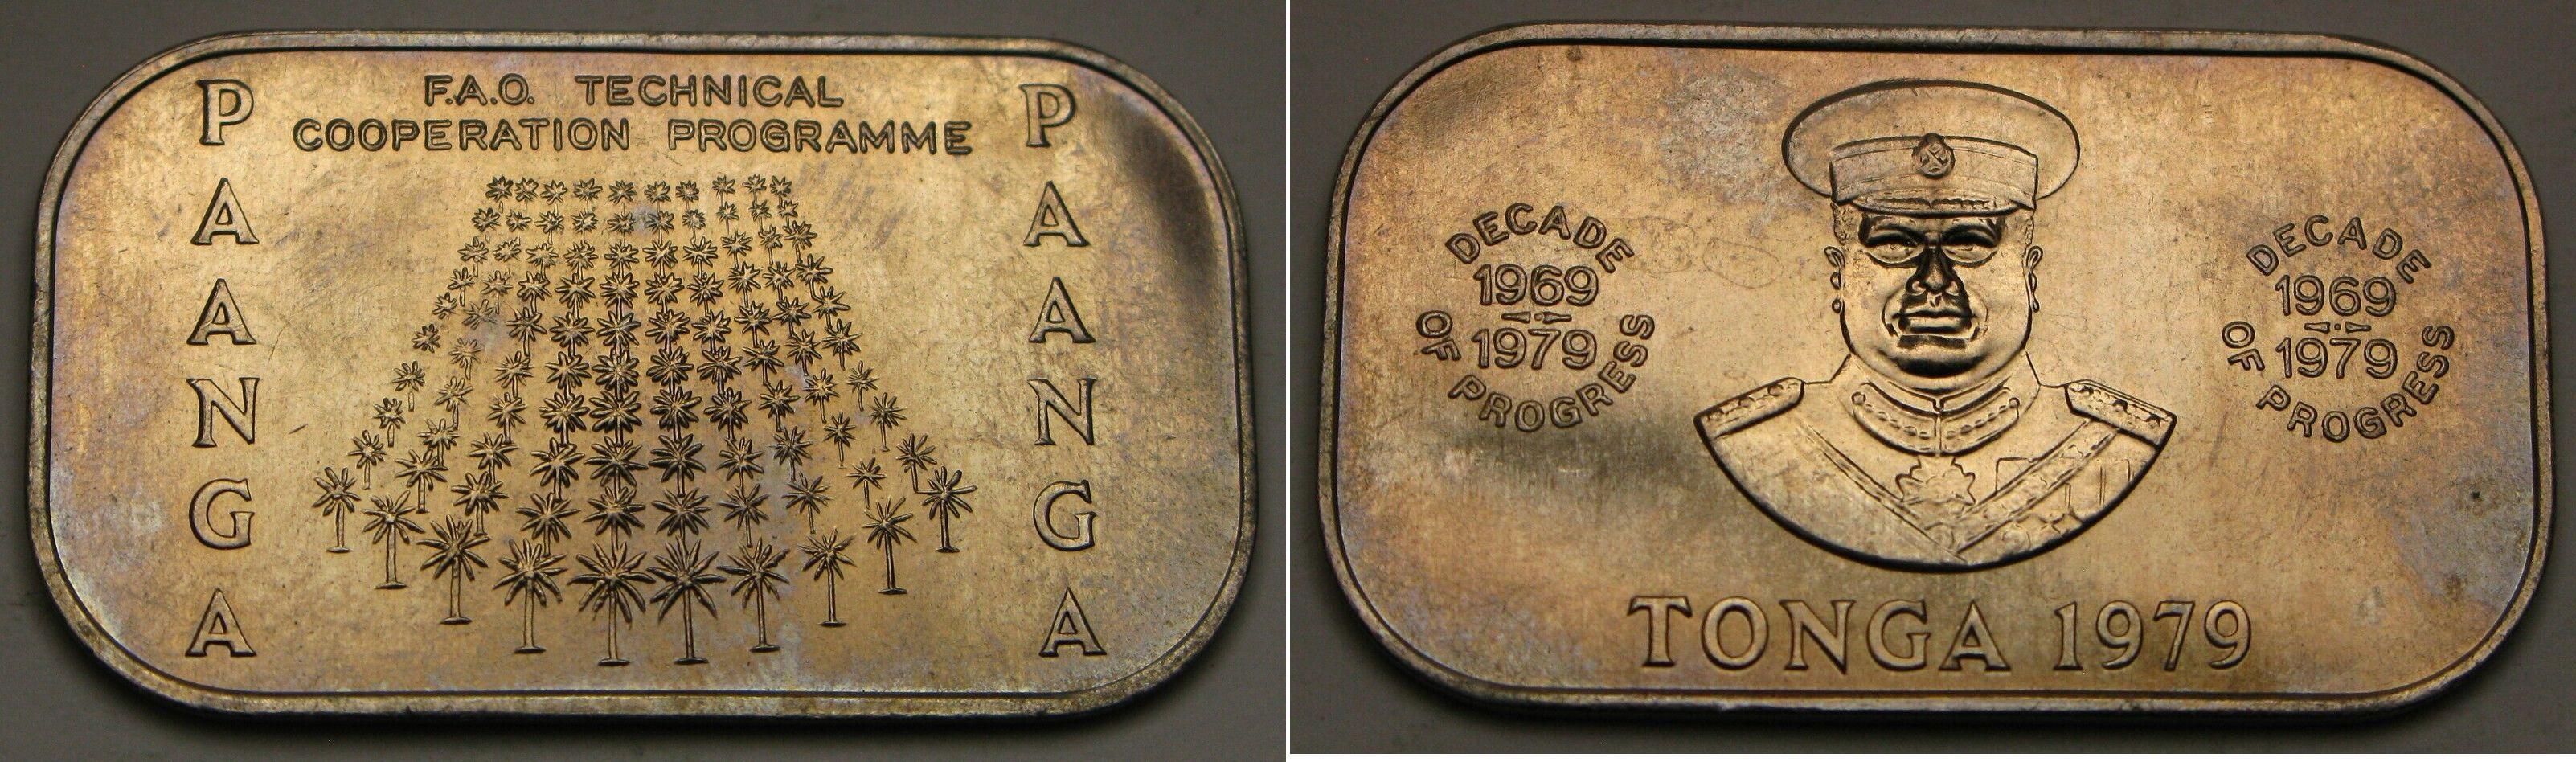 PAANGA
F.A.O. TECHNICAL
COOPERATION PROGRAMME
PAANGA
DECADE OF PROGRESS
1969
1979
DECADE OF PROGRESS
1969
1979
TONGA 1979